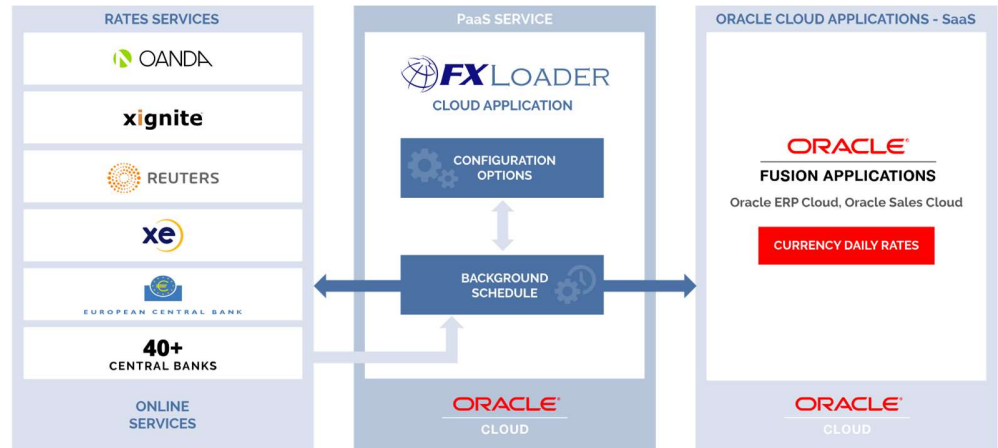 RATES SERVICES
OANDA
xignite
REUTERS
xe
EUROPEAN CENTRAL BANK
40+
CENTRAL BANKS
ONLINE
SERVICES
PaaS SERVICE
FXLOADER
CLOUD APPLICATION
CONFIGURATION
OPTIONS
BACKGROUND
SCHEDULE
ORACLE
CLOUD
ORACLE CLOUD APPLICATIONS - SaaS
ORACLE
FUSION APPLICATIONS
Oracle ERP Cloud, Oracle Sales Cloud
CURRENCY DAILY RATES
ORACLE
CLOUD